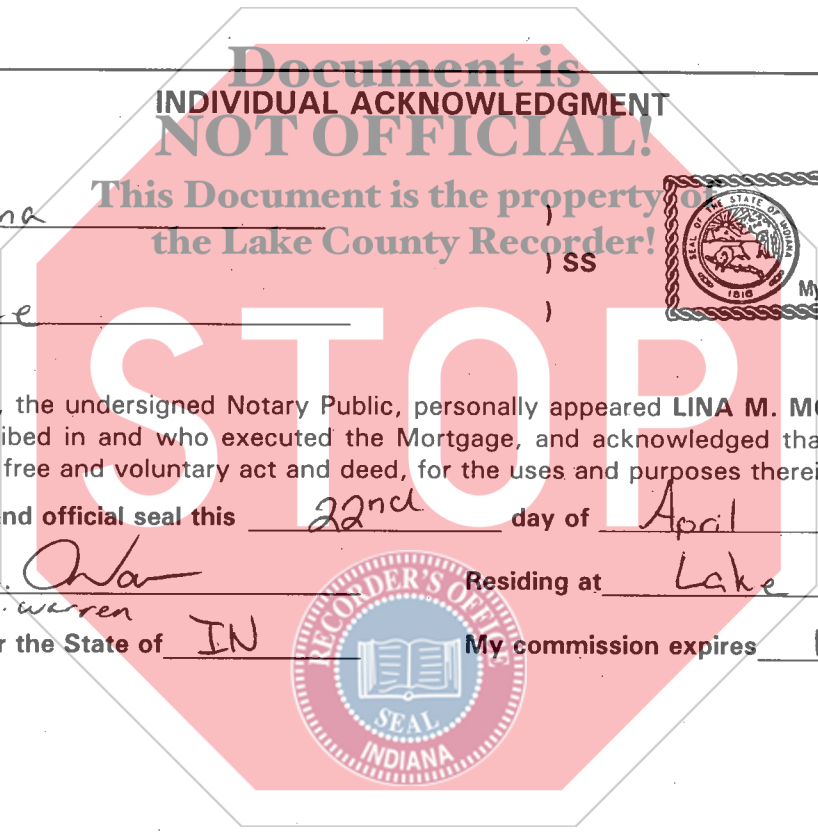 Document is
INDIVIDUAL ACKNOWLEDGMENT
NOT OFFICIAL!
This Document is the property of
na )
the Lake County Recorder!
) SS
SEAL OF THE STATE OF INDIANA
1816
My
e )
STOP
, the undersigned Notary Public, personally appeared LINA M. M
ibed in and who executed the Mortgage, and acknowledged tha
free and voluntary act and deed, for the uses and purposes therei
nd official seal this 22nd day of April
Residing at Lake
. warren
r the State of IN My commission expires
RECORDER'S OFFICE
SEAL
INDIANA